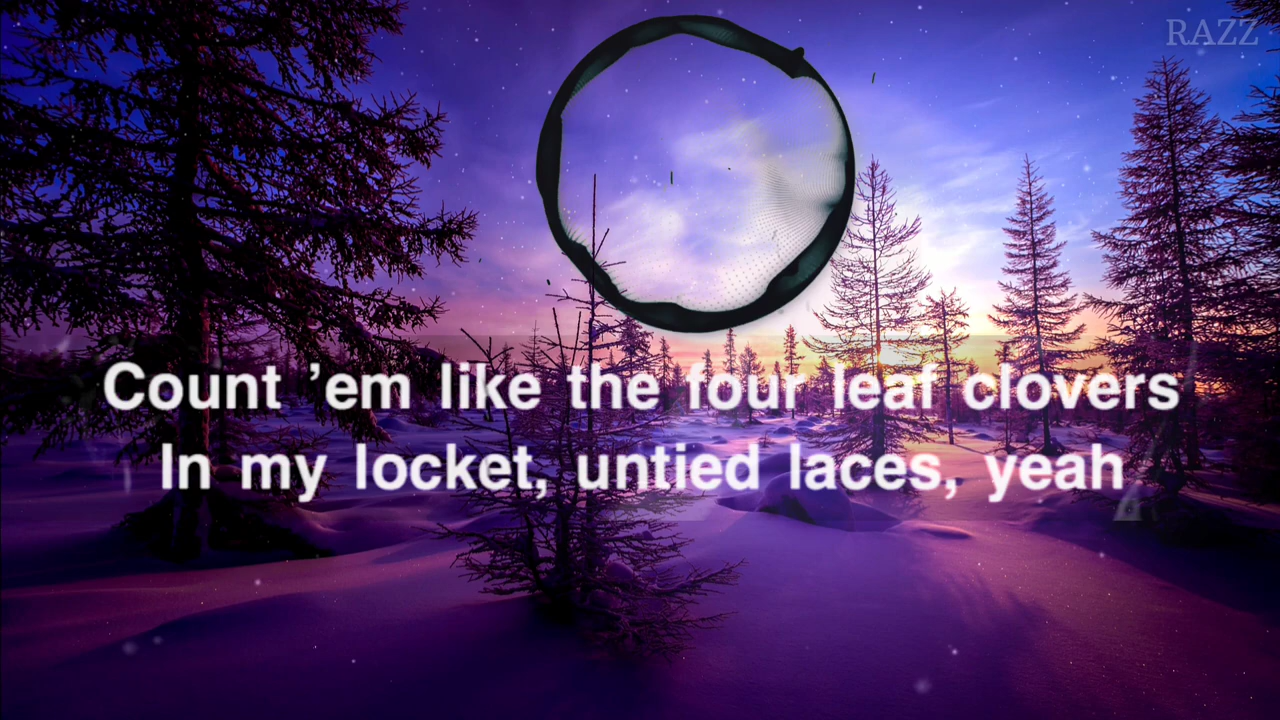 RAZZ
Count ’em like the four leaf clovers
In my locket, untied laces, yeah